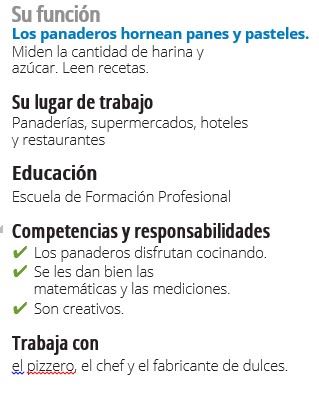 Su función
Los panaderos hornean panes y pasteles.
Miden la cantidad de harina y
azúcar. Leen recetas.
Su lugar de trabajo
Panaderías, supermercados, hoteles
y restaurantes
Educación
Escuela de Formación Profesional
Competencias y responsabilidades
✔ Los panaderos disfrutan cocinando.
✔ Se les dan bien las
matemáticas y las mediciones.
✔ Son creativos.
Trabaja con
el pizzero, el chef y el fabricante de dulces.